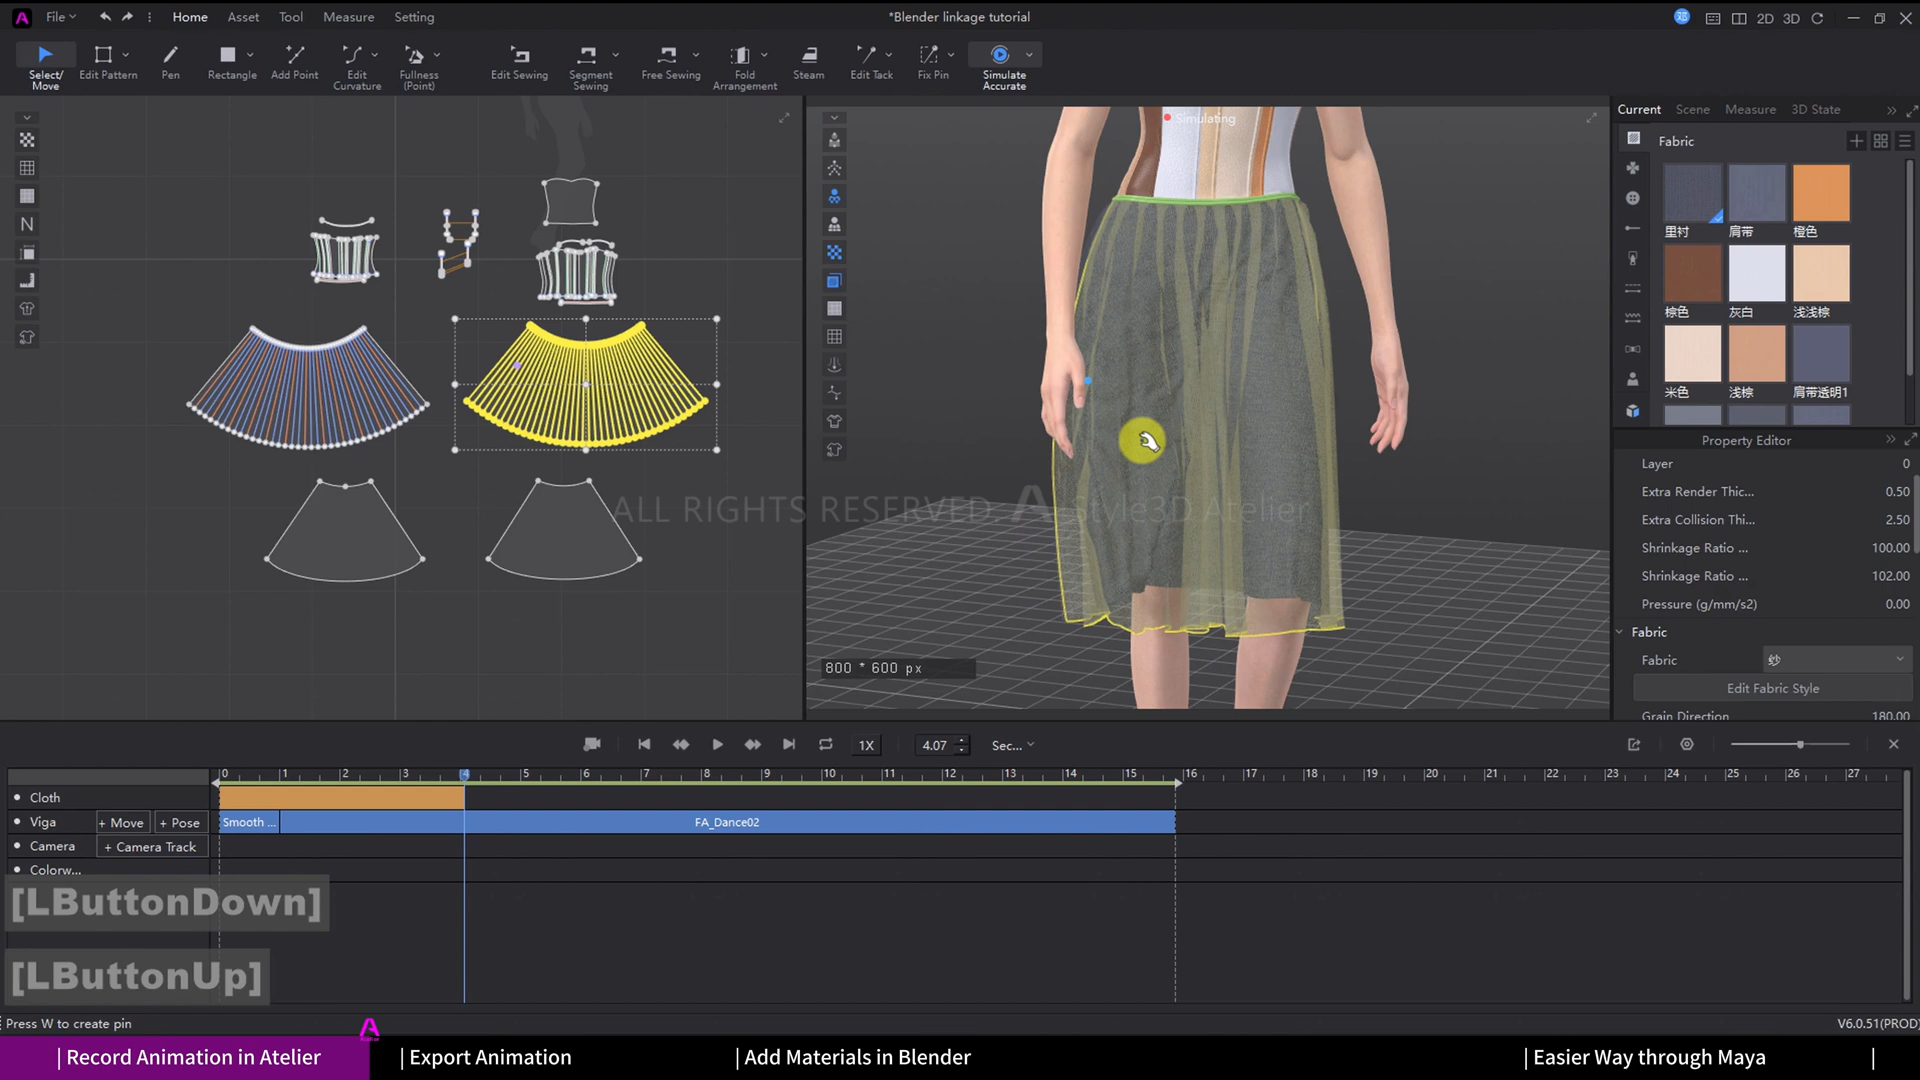 File
Home
Asset
Tool
Measure
Setting
*Blender linkage tutorial
2D
3D
Select/
Move
Edit Pattern
Pen
Rectangle
Add Point
Edit
Curvature
Fullness
(Point)
Edit Sewing
Segment
Sewing
Free Sewing
Fold
Arrangement
Steam
Edit Tack
Fix Pin
Simulate
Accurate
Simulating
Current
Scene
Measure
3D State
Fabric
里衬
肩带
橙色
棕色
灰白
浅浅棕
米色
浅棕
肩带透明1
Property Editor
Layer
0
Extra Render Thic...
0.50
Extra Collision Thi...
2.50
Shrinkage Ratio ...
100.00
Shrinkage Ratio ...
102.00
Pressure (g/mm/s2)
0.00
Fabric
Fabric
纱
Edit Fabric Style
Grain Direction
180.00
ALL RIGHTS RESERVED. Style3D Atelier
800 * 600 px
1X
4.07
Sec...
0 1 2 3 4 5 6 7 8 9 10 11 12 13 14 15 16 17 18 19 20 21 22 23 24 25 26 27
Cloth
Viga
+ Move
+ Pose
Smooth ...
FA_Dance02
Camera
+ Camera Track
Colorw...
[LButtonDown]
[LButtonUp]
Press W to create pin
V6.0.51(PROD)
| Record Animation in Atelier
| Export Animation
| Add Materials in Blender
| Easier Way through Maya
|